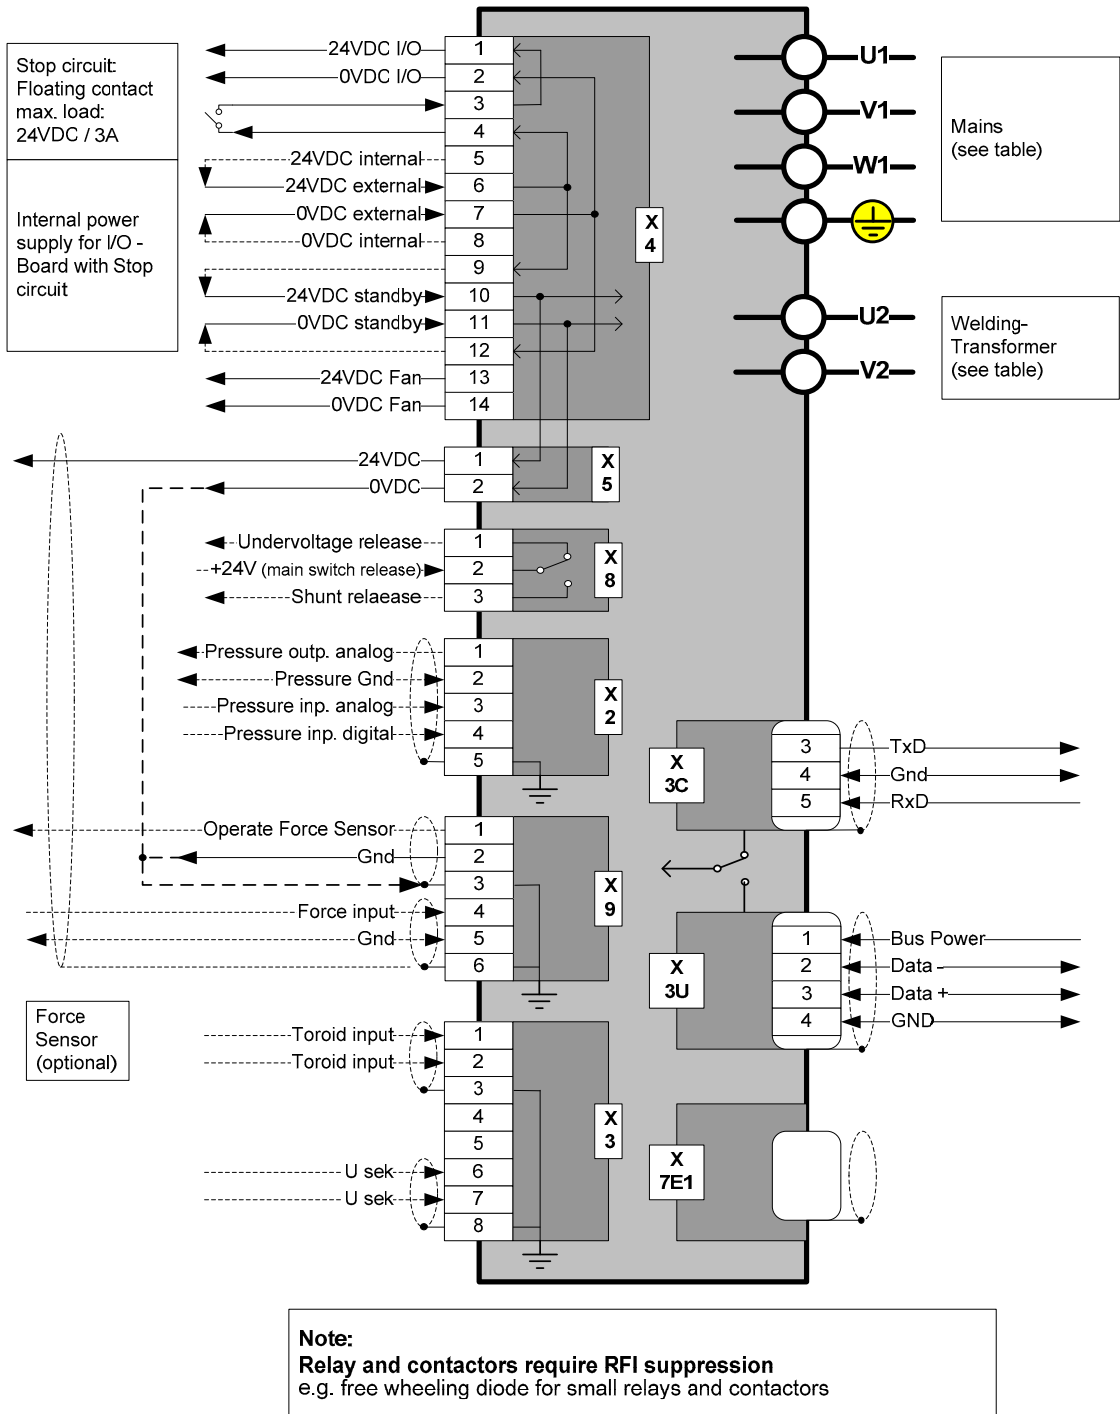 Stop circuit:
Floating contact
max. load:
24VDC / 3A
Internal power
supply for I/O -
Board with Stop
circuit
24VDC I/O 1
0VDC I/O 2
3
4
24VDC internal 5
24VDC external 6
0VDC external 7
0VDC internal 8
9
24VDC standby 10
0VDC standby 11
12
24VDC Fan 13
0VDC Fan 14
X
4
24VDC 1
0VDC 2
X
5
Undervoltage release 1
+24V (main switch release) 2
Shunt relaease 3
X
8
Pressure outp. analog 1
Pressure Gnd 2
Pressure inp. analog 3
Pressure inp. digital 4
5
X
2
Operate Force Sensor 1
Gnd 2
3
Force input 4
Gnd 5
6
X
9
Force
Sensor
(optional)
Toroid input 1
Toroid input 2
3
4
5
U sek 6
U sek 7
8
X
3
U1
V1
W1
Mains
(see table)
U2
V2
Welding-
Transformer
(see table)
X
3C
3 TxD
4 Gnd
5 RxD
X
3U
1 Bus Power
2 Data -
3 Data +
4 GND
X
7E1
Note:
Relay and contactors require RFI suppression
e.g. free wheeling diode for small relays and contactors